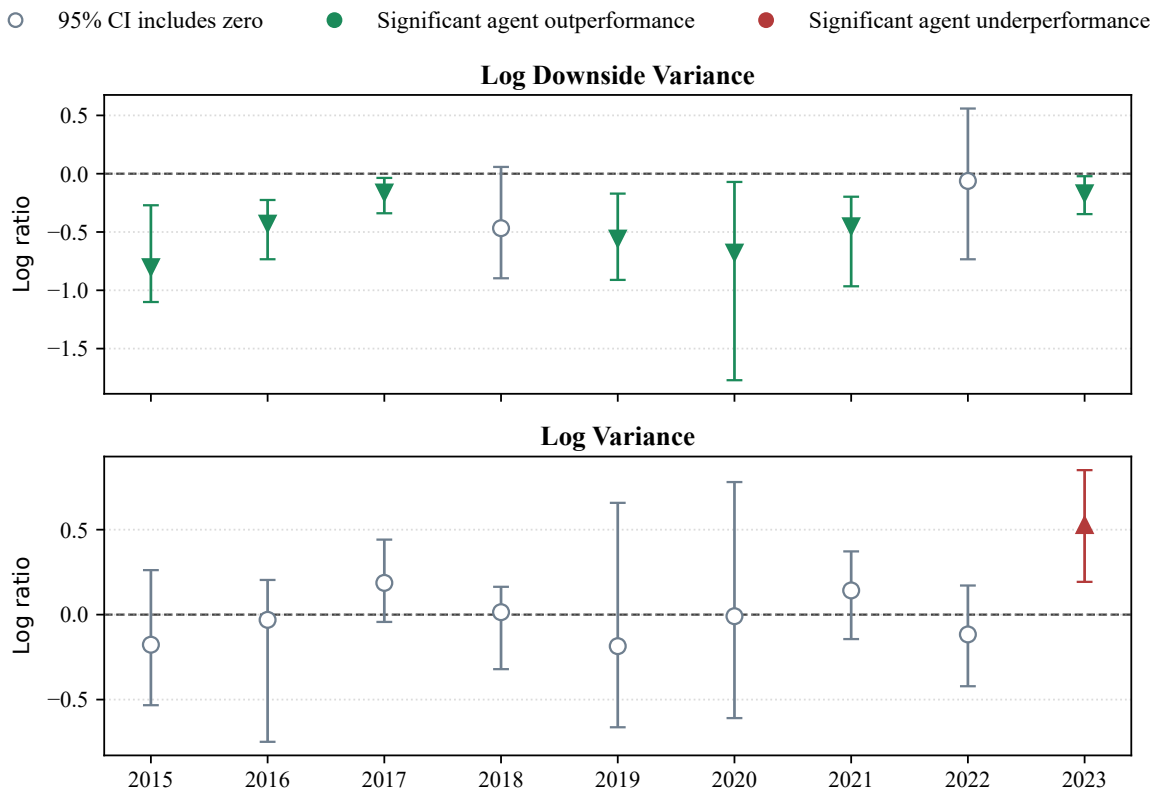 95% CI includes zero Significant agent outperformance Significant agent underperformance
Log Downside Variance
0.5
0.0
−0.5
−1.0
−1.5
Log ratio
Log Variance
0.5
0.0
−0.5
Log ratio
2015 2016 2017 2018 2019 2020 2021 2022 2023